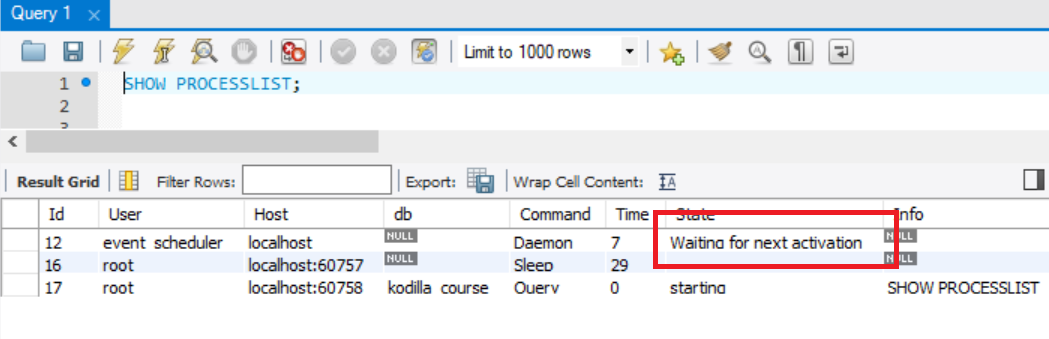 Query 1
Limit to 1000 rows
1 SHOW PROCESSLIST;
2
3
Result Grid Filter Rows: Export: Wrap Cell Content: IA
Id User Host db Command Time State Info
12 event_scheduler localhost NULL Daemon 7 Waiting for next activation NULL
16 root localhost:60757 NULL Sleep 29 NULL
17 root localhost:60758 kodilla_course Query 0 starting SHOW PROCESSLIST